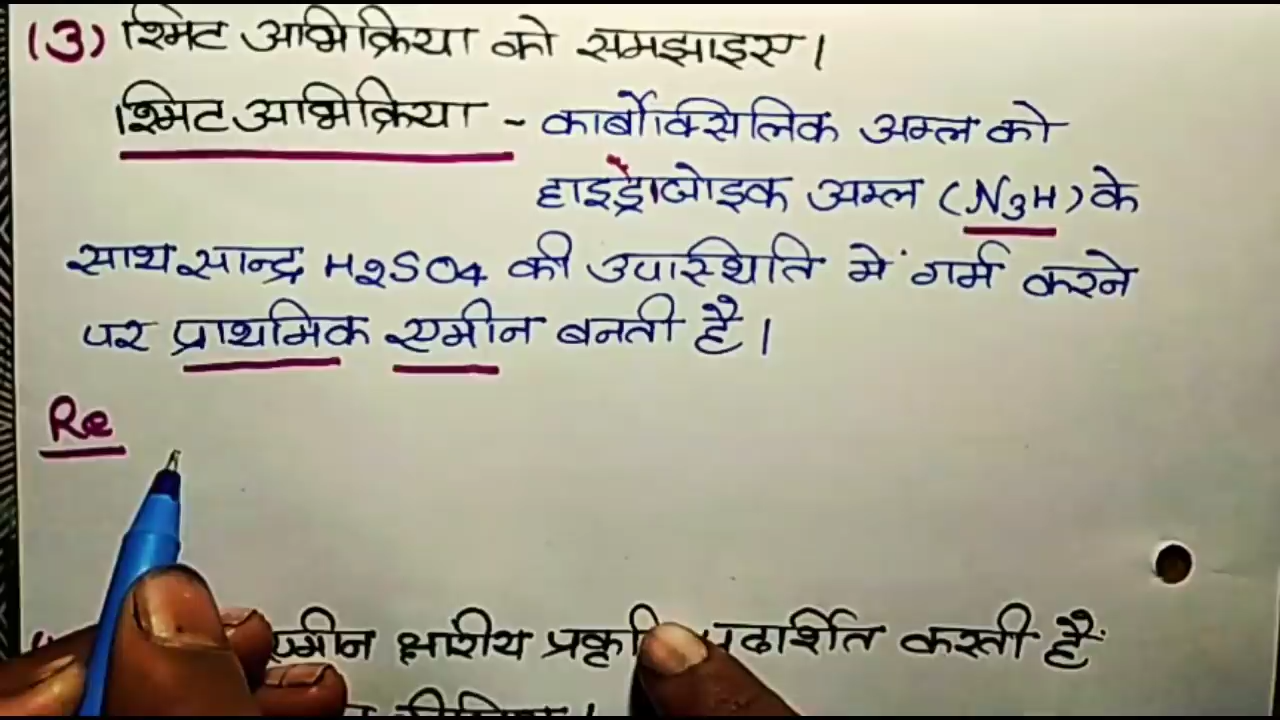 (3) श्मिट अभिक्रिया को समझाइए।
श्मिट अभिक्रिया - कार्बोक्सिलिक अम्ल को
हाइड्राजोइक अम्ल (N3H) के
साथ सान्द्र H2SO4 की उपस्थिति में गर्म करने
पर प्राथमिक एमीन बनती है।
Re
एमीन क्षारीय प्रदर्शित करती हैं